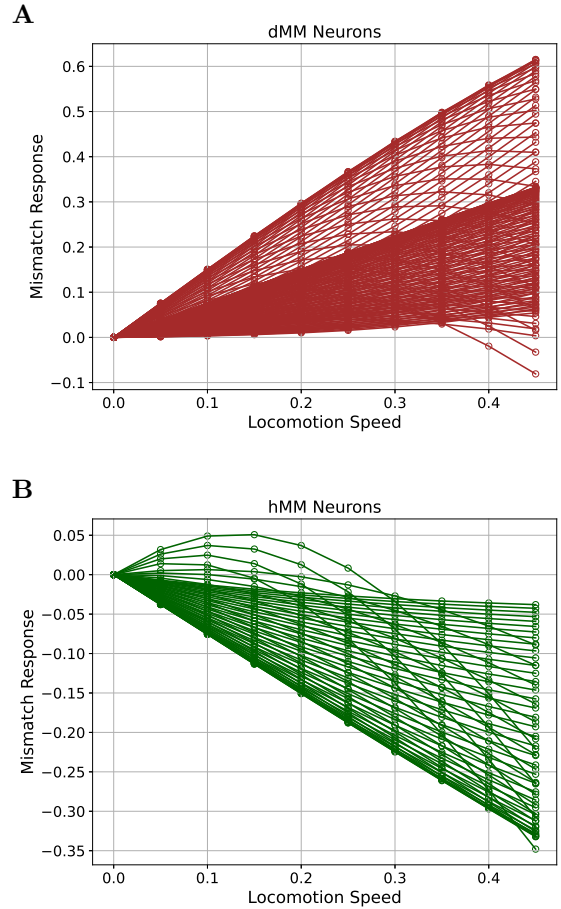 A
dMM Neurons
Mismatch Response
0.6
0.5
0.4
0.3
0.2
0.1
0.0
−0.1
0.0 0.1 0.2 0.3 0.4
Locomotion Speed
B
hMM Neurons
Mismatch Response
0.05
0.00
−0.05
−0.10
−0.15
−0.20
−0.25
−0.30
−0.35
0.0 0.1 0.2 0.3 0.4
Locomotion Speed